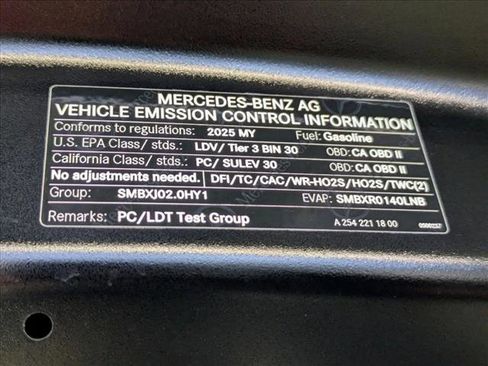 MERCEDES-BENZ AG
VEHICLE EMISSION CONTROL INFORMATION
Conforms to regulations: 2025 MY Fuel: Gasoline
U.S. EPA Class/ stds.: LDV/ Tier 3 BIN 30 OBD: CA OBD II
California Class/ stds.: PC/ SULEV 30 OBD: CA OBD II
No adjustments needed. DFI/TC/CAC/WR-HO2S/HO2S/TWC(2)
Group: SMBXJ02.0HY1 EVAP: SMBXR0140LNB
Remarks: PC/LDT Test Group A 254 221 18 00